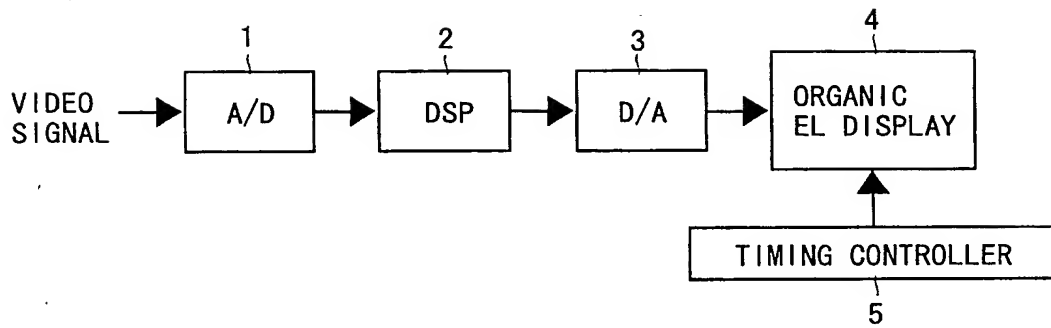 1
2
3
4
VIDEO
SIGNAL
A/D
DSP
D/A
ORGANIC
EL DISPLAY
TIMING CONTROLLER
5